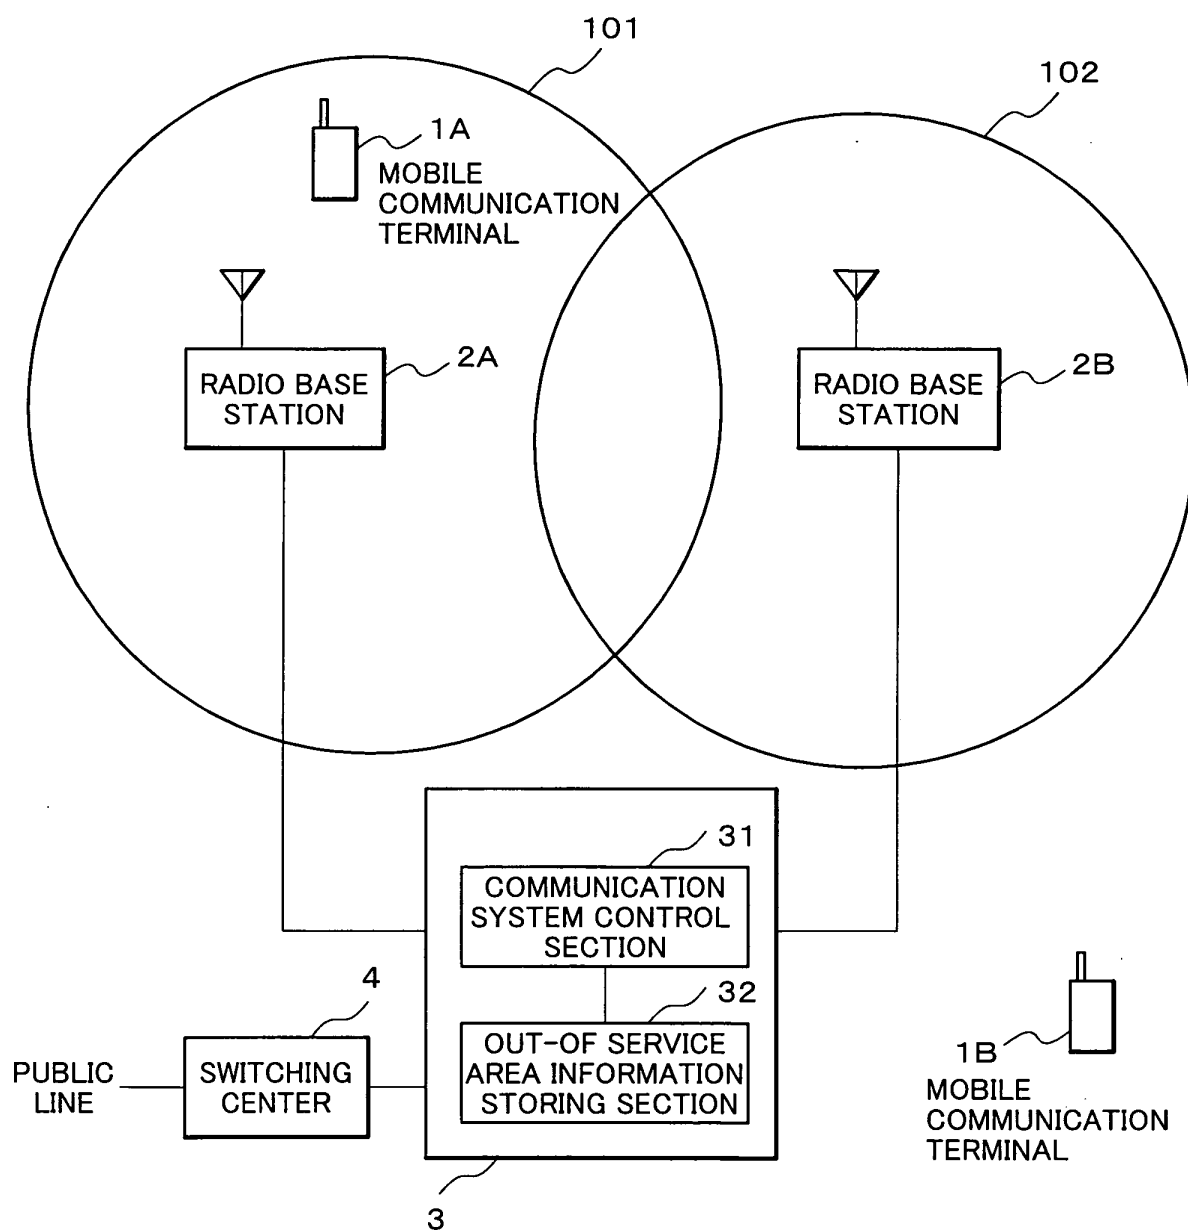 101
102
1A
MOBILE
COMMUNICATION
TERMINAL
2A
RADIO BASE
STATION
2B
RADIO BASE
STATION
31
COMMUNICATION
SYSTEM CONTROL
SECTION
32
OUT-OF SERVICE
AREA INFORMATION
STORING SECTION
4
SWITCHING
CENTER
PUBLIC
LINE
3
1B
MOBILE
COMMUNICATION
TERMINAL